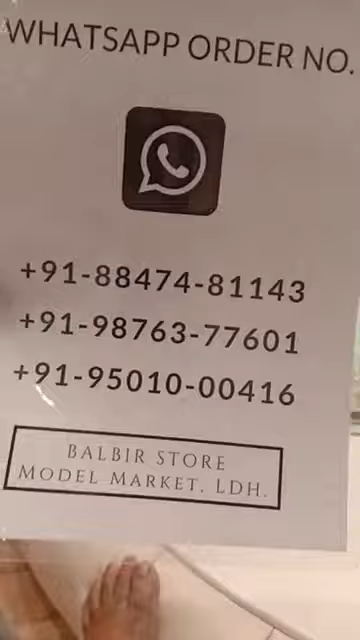 WHATSAPP ORDER NO.
+91-88474-81143
+91-98763-77601
+91-95010-00416
BALBIR STORE
MODEL MARKET, LDH.